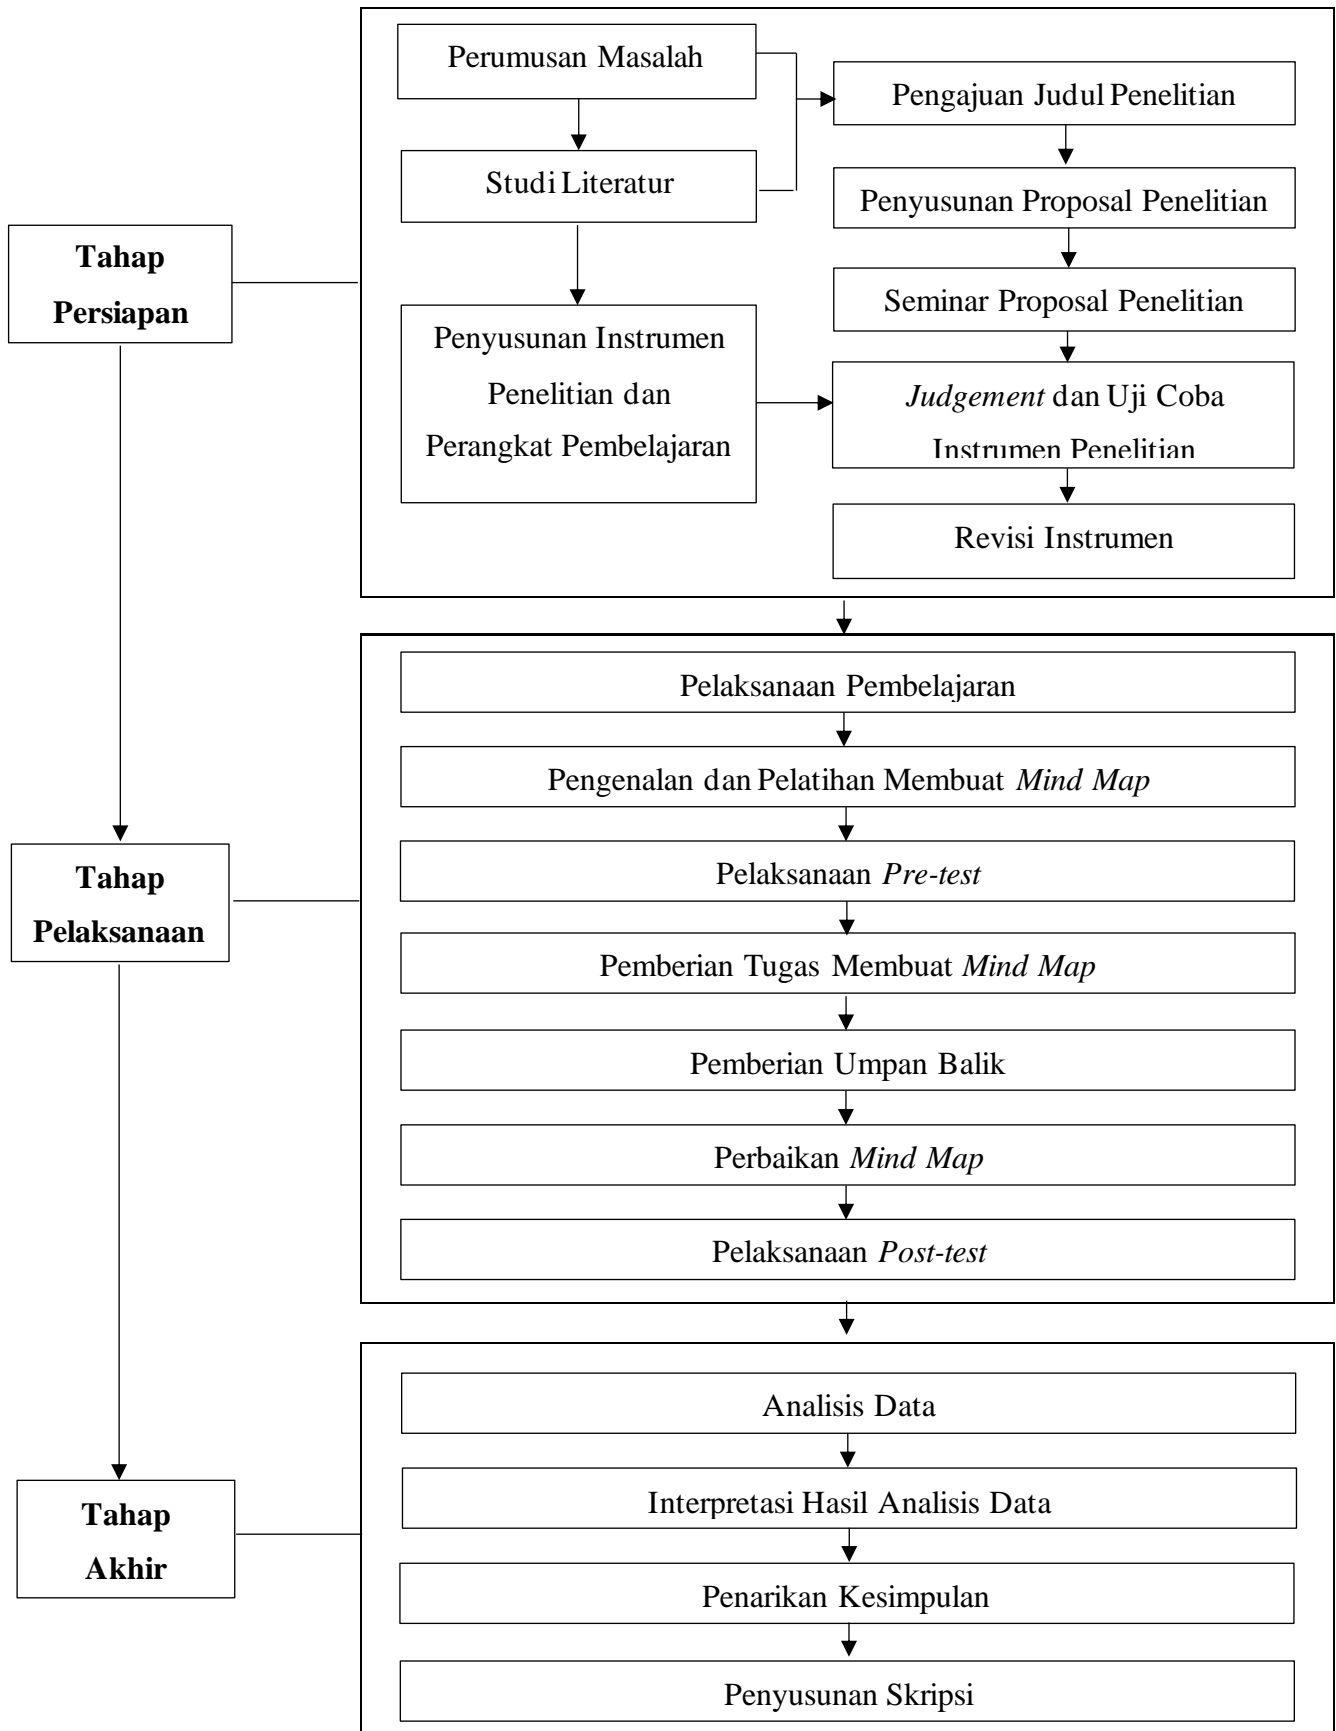 Perumusan Masalah
Pengajuan Judul Penelitian
Studi Literatur
Penyusunan Proposal Penelitian
Tahap
Persiapan
Seminar Proposal Penelitian
Penyusunan Instrumen
Penelitian dan
Perangkat Pembelajaran
Judgement dan Uji Coba
Instrumen Penelitian
Revisi Instrumen
Pelaksanaan Pembelajaran
Pengenalan dan Pelatihan Membuat Mind Map
Pelaksanaan Pre-test
Tahap
Pelaksanaan
Pemberian Tugas Membuat Mind Map
Pemberian Umpan Balik
Perbaikan Mind Map
Pelaksanaan Post-test
Analisis Data
Interpretasi Hasil Analisis Data
Tahap
Akhir
Penarikan Kesimpulan
Penyusunan Skripsi